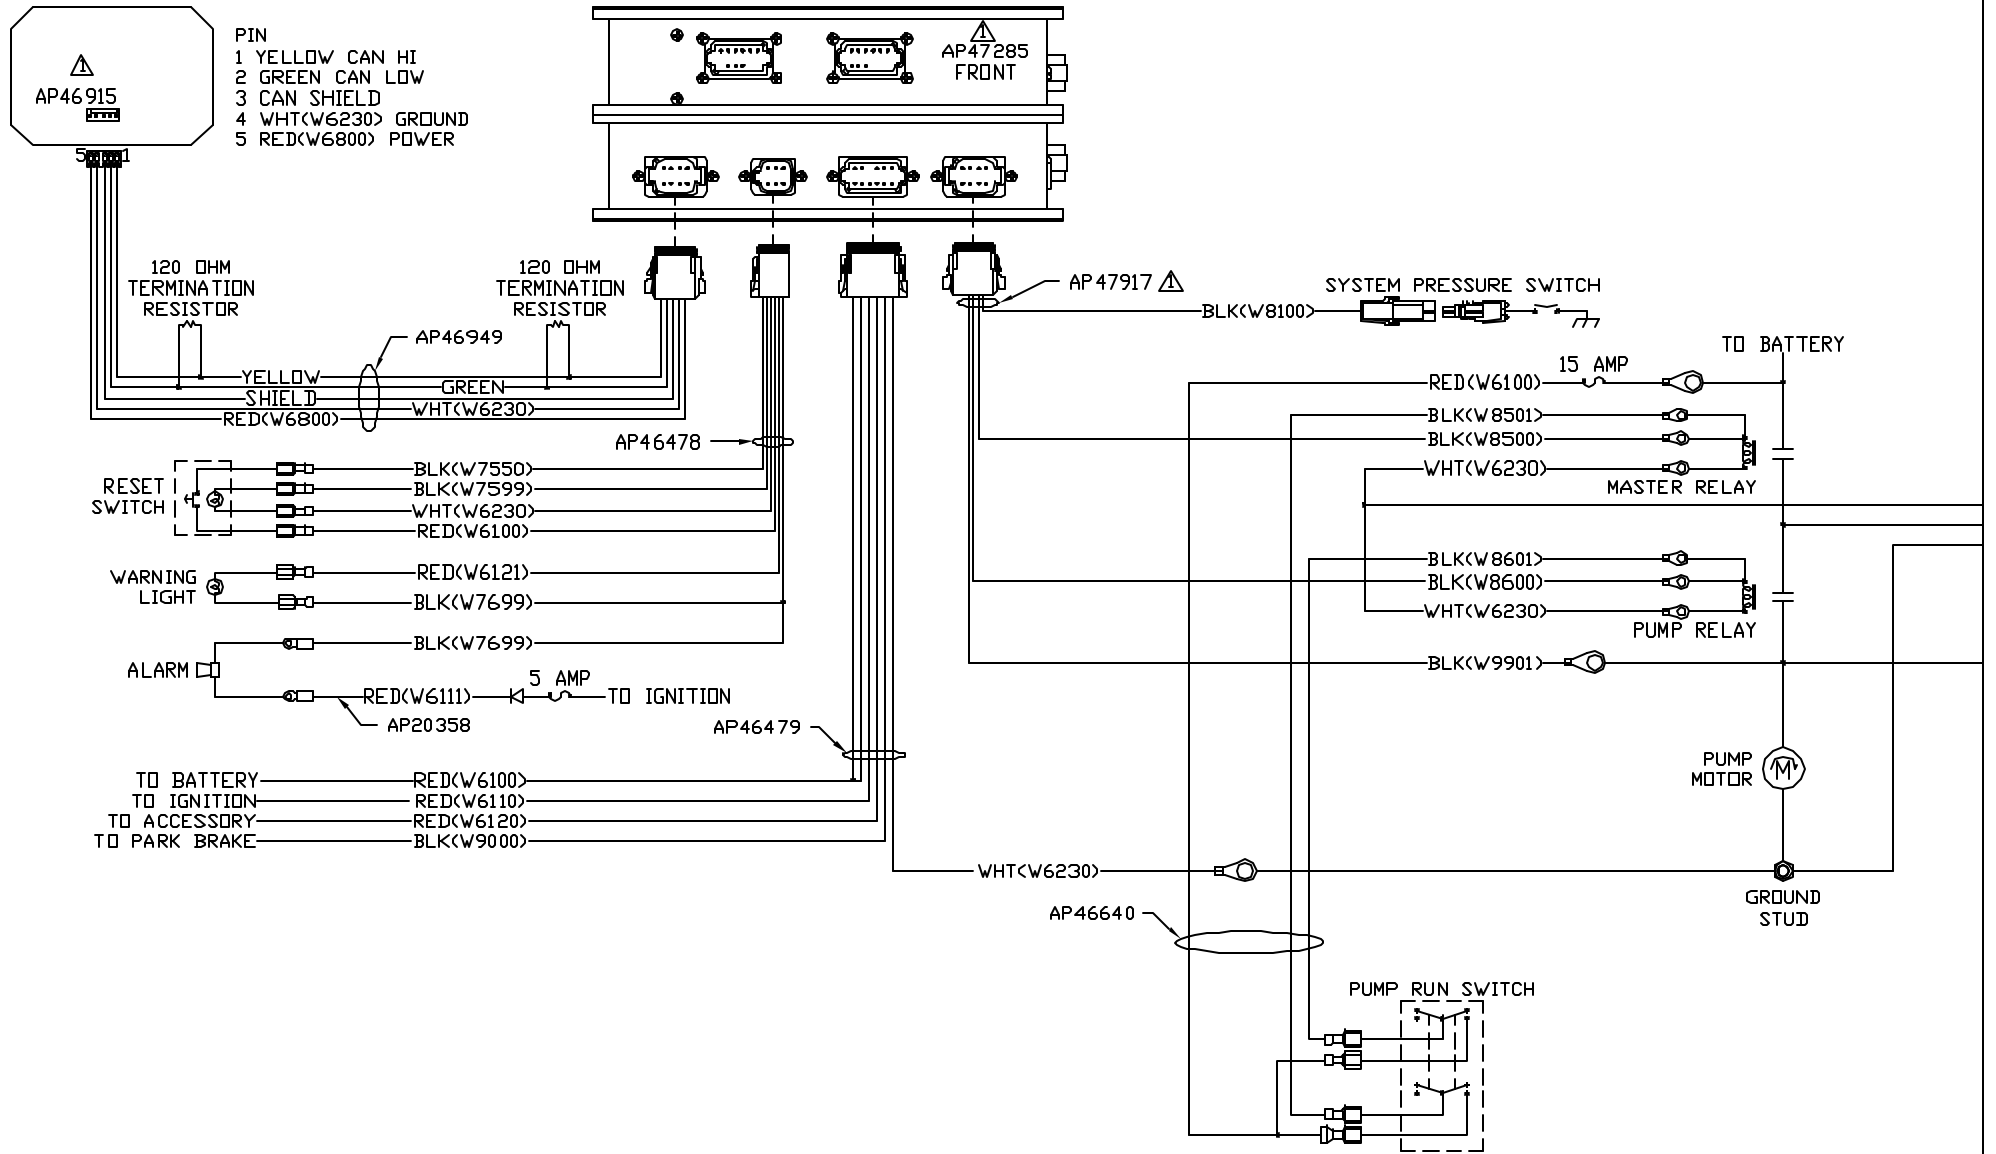 PIN
1 YELLOW CAN HI
2 GREEN CAN LOW
3 CAN SHIELD
4 WHT(W6230) GROUND
5 RED(W6800) POWER
1
AP46915
5
1
1
AP47285
FRONT
120 OHM
TERMINATION
RESISTOR
120 OHM
TERMINATION
RESISTOR
AP46949
YELLOW
GREEN
SHIELD
WHT(W6230)
RED(W6800)
AP47917
1
SYSTEM PRESSURE SWITCH
BLK(W8100)
TO BATTERY
15 AMP
RED(W6100)
BLK(W8501)
BLK(W8500)
WHT(W6230)
MASTER RELAY
AP46478
RESET
SWITCH
BLK(W7550)
BLK(W7599)
WHT(W6230)
RED(W6100)
WARNING
LIGHT
RED(W6121)
BLK(W7699)
BLK(W8601)
BLK(W8600)
WHT(W6230)
PUMP RELAY
ALARM
BLK(W7699)
BLK(W9901)
5 AMP
RED(W6111)
TO IGNITION
AP20358
AP46479
PUMP
MOTOR
M
TO BATTERY
RED(W6100)
TO IGNITION
RED(W6110)
TO ACCESSORY
RED(W6120)
TO PARK BRAKE
BLK(W9000)
WHT(W6230)
GROUND
STUD
AP46640
PUMP RUN SWITCH